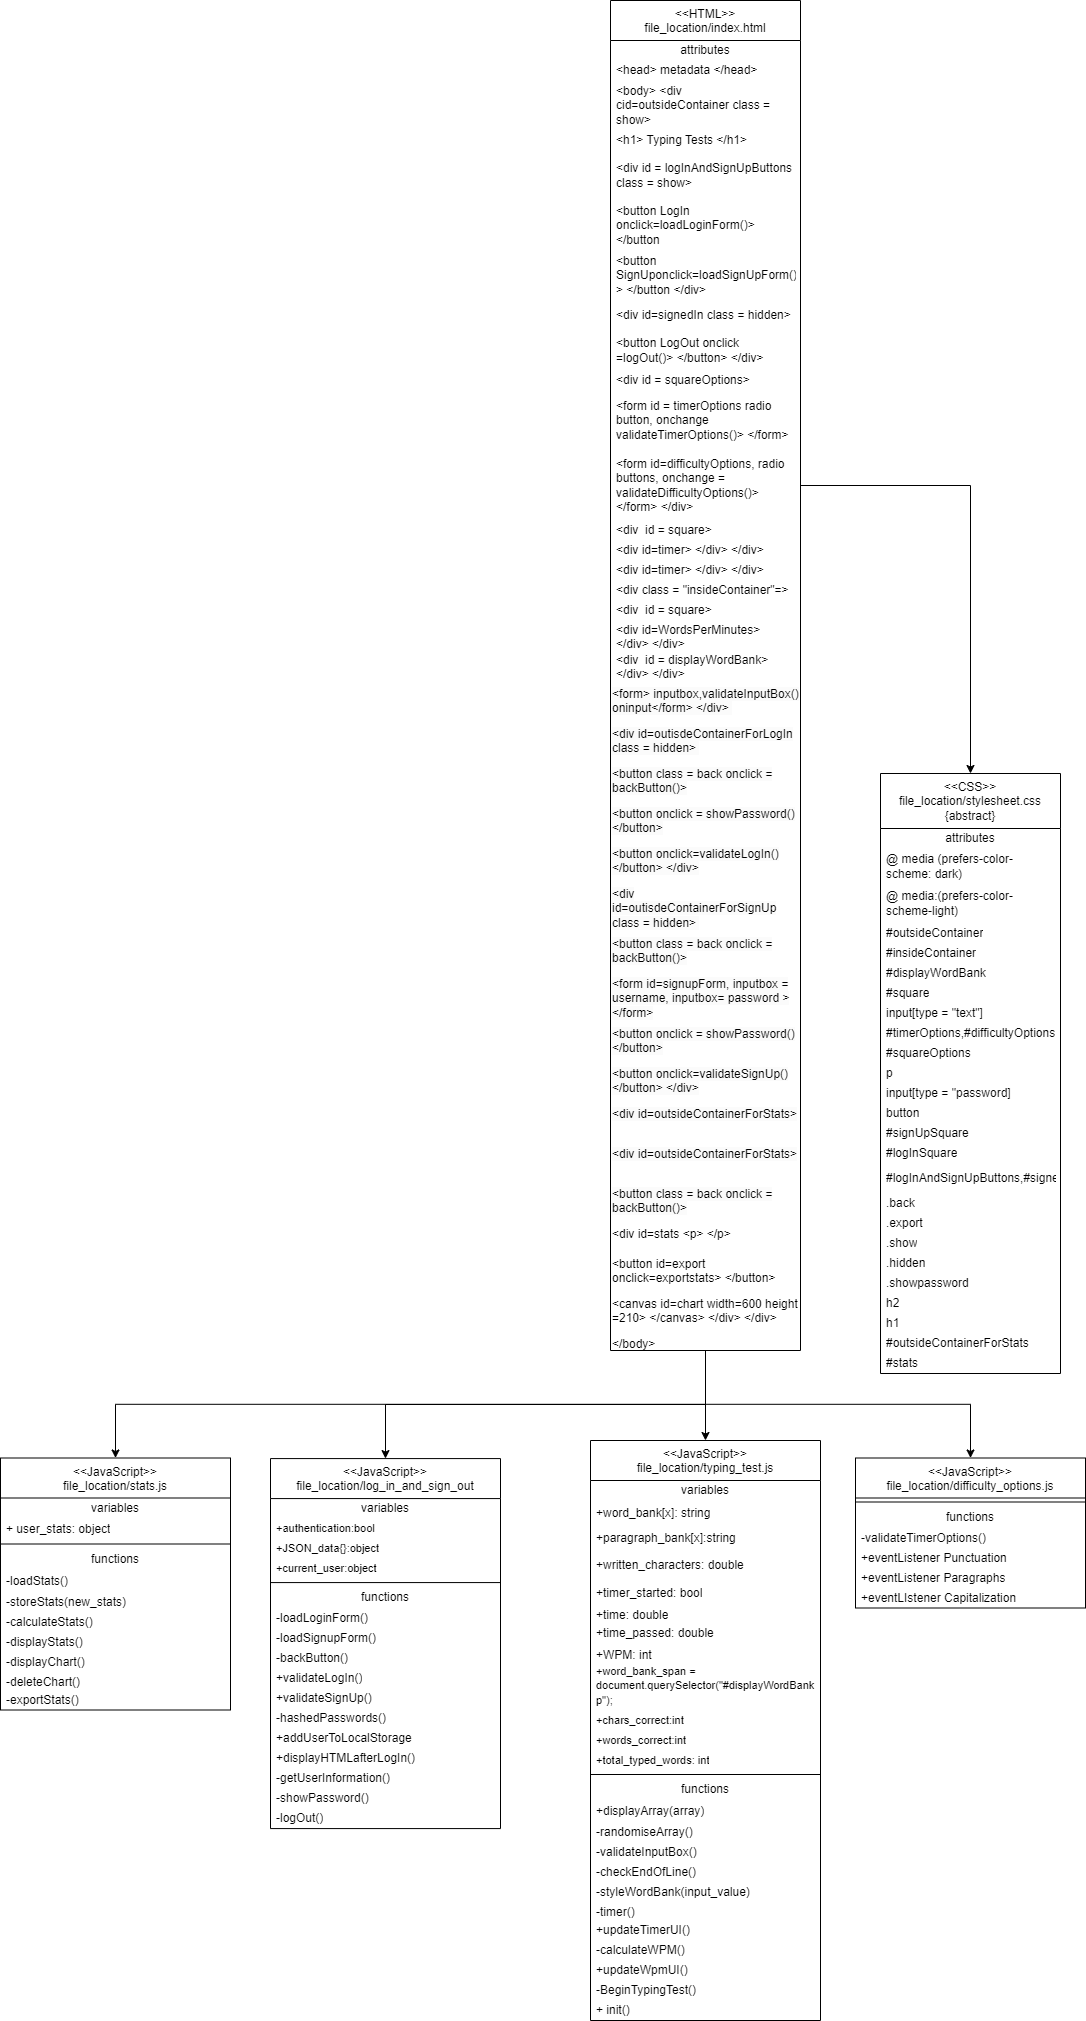 <<HTML>>
file_location/index.html
attributes
<head> metadata </head>
<body> <div
cid=outsideContainer class =
show>
<h1> Typing Tests </h1>
<div id = logInAndSignUpButtons
class = show>
<button LogIn
onclick=loadLoginForm()>
</button
<button
SignUponclick=loadSignUpForm()
> </button </div>
<div id=signedIn class = hidden>
<button LogOut onclick
=logOut()> </button> </div>
<div id = squareOptions>
<form id = timerOptions radio
button, onchange
validateTimerOptions()> </form>
<form id=difficultyOptions, radio
buttons, onchange =
validateDifficultyOptions()>
</form> </div>
<div  id = square>
<div id=timer> </div> </div>
<div id=timer> </div> </div>
<div class = "insideContainer"=>
<div  id = square>
<div id=WordsPerMinutes>
</div> </div>
<div  id = displayWordBank>
</div> </div>
<form> inputbox,validateInputBox()
oninput</form> </div>
<div id=outisdeContainerForLogIn
class = hidden>
<button class = back onclick =
backButton()>
<button onclick = showPassword()
</button>
<button onclick=validateLogIn()
</button> </div>
<div
id=outisdeContainerForSignUp
class = hidden>
<button class = back onclick =
backButton()>
<form id=signupForm, inputbox =
username, inputbox= password >
</form>
<button onclick = showPassword()
</button>
<button onclick=validateSignUp()
</button> </div>
<div id=outsideContainerForStats>
<div id=outsideContainerForStats>
<button class = back onclick =
backButton()>
<div id=stats <p> </p>
<button id=export
onclick=exportstats> </button>
<canvas id=chart width=600 height
=210> </canvas> </div> </div>
</body>
<<CSS>>
file_location/stylesheet.css
{abstract}
attributes
@ media (prefers-color-
scheme: dark)
@ media:(prefers-color-
scheme-light)
#outsideContainer
#insideContainer
#displayWordBank
#square
input[type = "text"]
#timerOptions,#difficultyOptions
#squareOptions
p
input[type = "password]
button
#signUpSquare
#logInSquare
#logInAndSignUpButtons,#signe
.back
.export
.show
.hidden
.showpassword
h2
h1
#outsideContainerForStats
#stats
<<JavaScript>>
file_location/stats.js
variables
+ user_stats: object
functions
-loadStats()
-storeStats(new_stats)
-calculateStats()
-displayStats()
-displayChart()
-deleteChart()
-exportStats()
<<JavaScript>>
file_location/log_in_and_sign_out
variables
+authentication:bool
+JSON_data{}:object
+current_user:object
functions
-loadLoginForm()
-loadSignupForm()
-backButton()
+validateLogIn()
+validateSignUp()
-hashedPasswords()
+addUserToLocalStorage
+displayHTMLafterLogIn()
-getUserInformation()
-showPassword()
-logOut()
<<JavaScript>>
file_location/typing_test.js
variables
+word_bank[x]: string
+paragraph_bank[x]:string
+written_characters: double
+timer_started: bool
+time: double
+time_passed: double
+WPM: int
+word_bank_span =
document.querySelector("#displayWordBank
p");
+chars_correct:int
+words_correct:int
+total_typed_words: int
functions
+displayArray(array)
-randomiseArray()
-validateInputBox()
-checkEndOfLine()
-styleWordBank(input_value)
-timer()
+updateTimerUI()
-calculateWPM()
+updateWpmUI()
-BeginTypingTest()
+ init()
<<JavaScript>>
file_location/difficulty_options.js
functions
-validateTimerOptions()
+eventListener Punctuation
+eventListener Paragraphs
+eventLIstener Capitalization